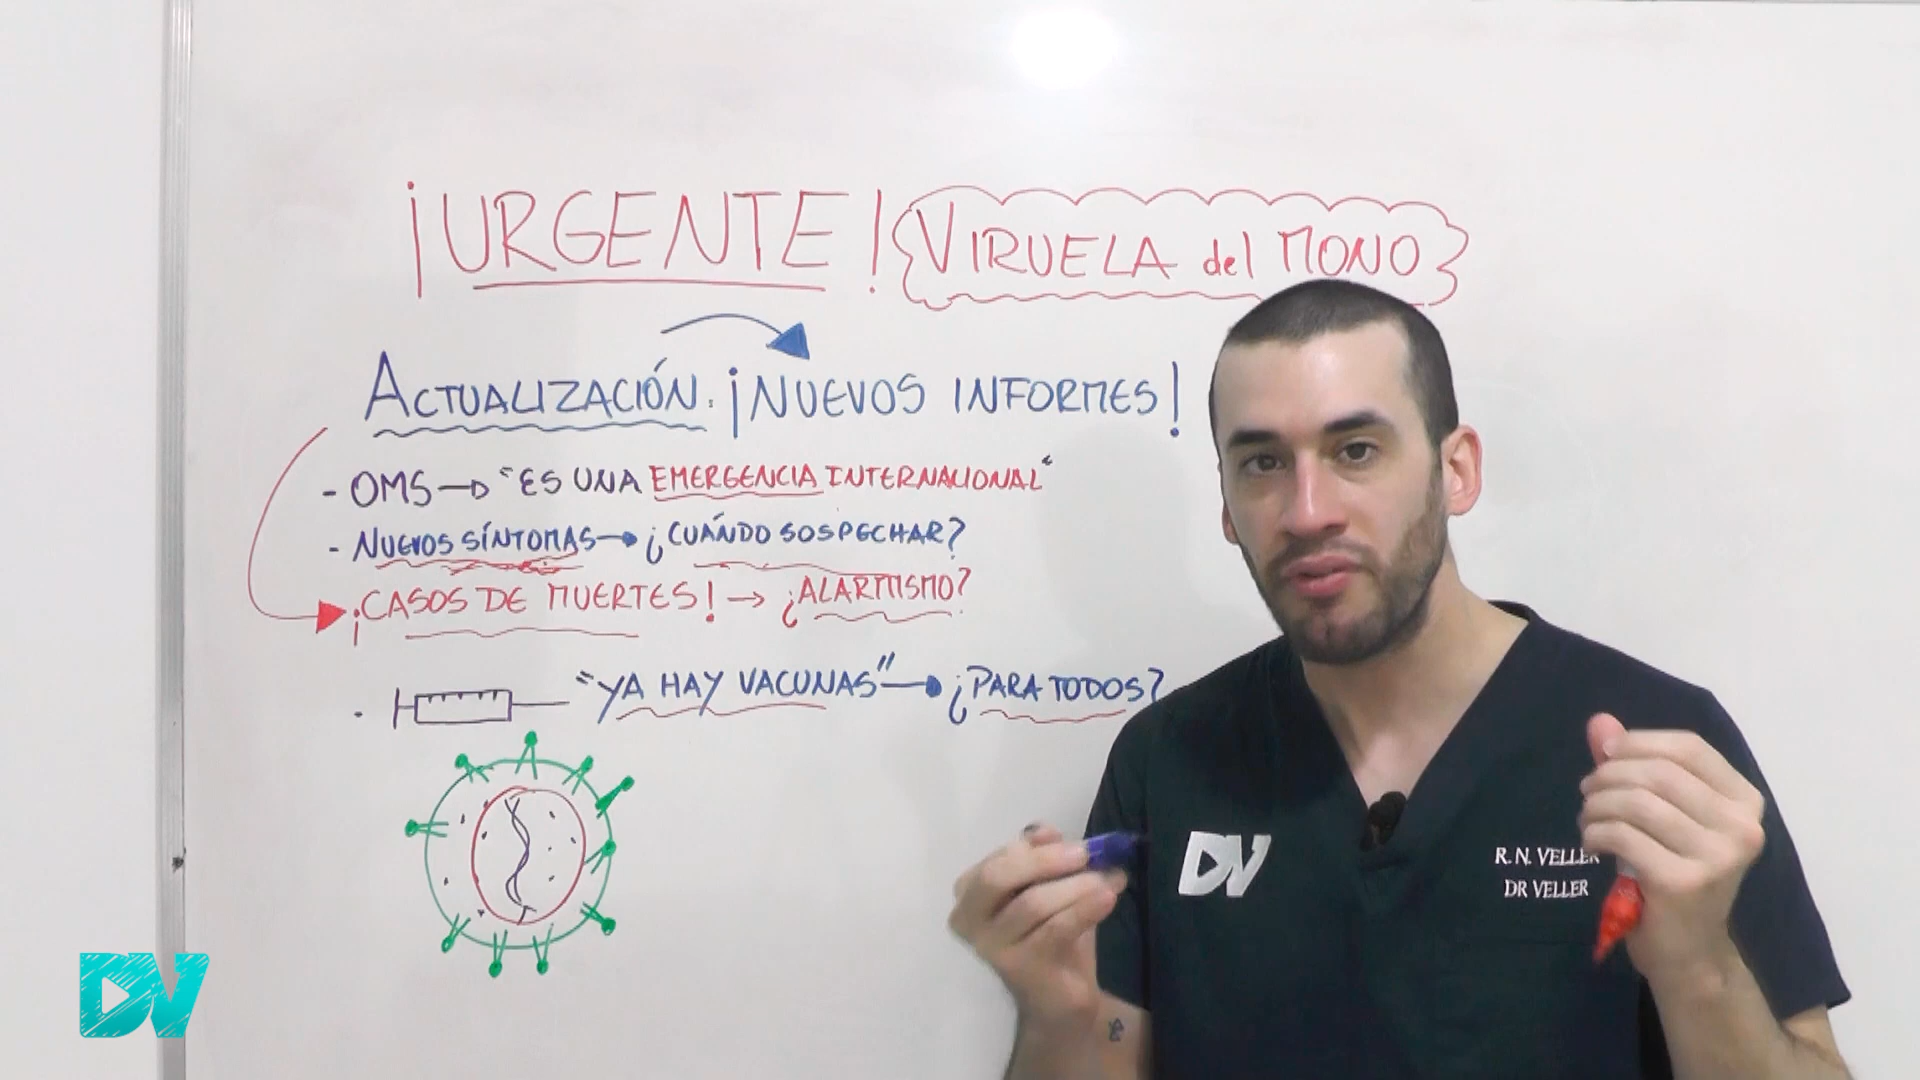 ¡URGENTE! VIRUELA del MONO
ACTUALIZACIÓN: ¡NUEVOS INFORMES!
- OMS → "ES UNA EMERGENCIA INTERNACIONAL"
- NUEVOS SÍNTOMAS → ¿CUÁNDO SOSPECHAR?
¡CASOS DE MUERTES! → ¿ALARMISMO?
. "YA HAY VACUNAS" → ¿PARA TODOS?
DV
R. N. VELLER
DR VELLER
DV